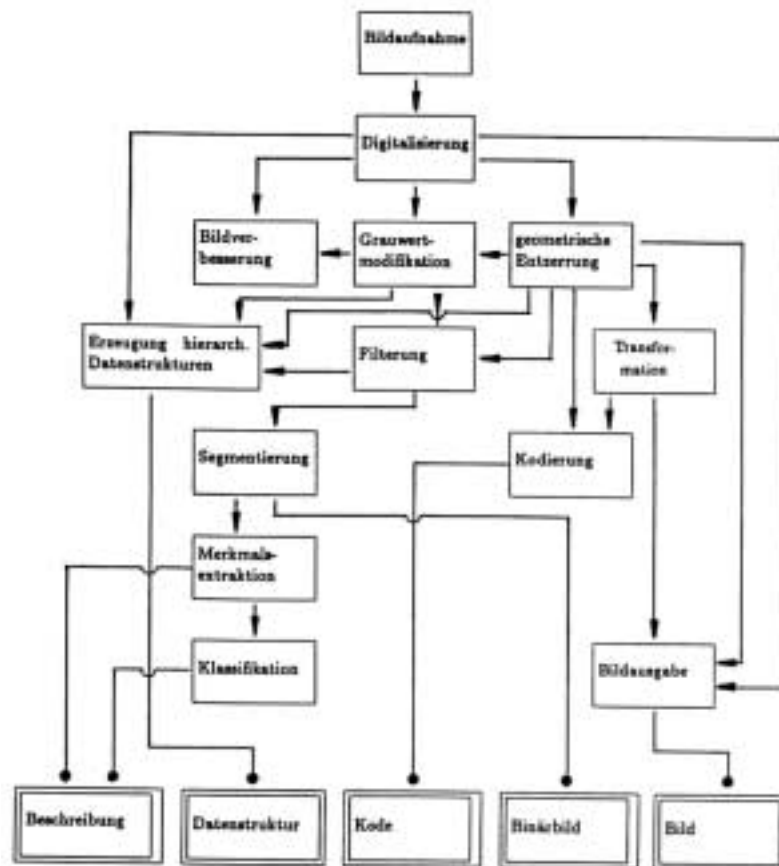 Bildaufnahme
Digitalisierung
Bildver-
besserung
Grauwert-
modifikation
geometrische
Entzerrung
Erzeugung hierarch.
Datenstrukturen
Filterung
Transfor-
mation
Segmentierung
Kodierung
Merkmals-
extraktion
Klassifikation
Bildausgabe
Beschreibung
Datenstruktur
Kode
Binärbild
Bild